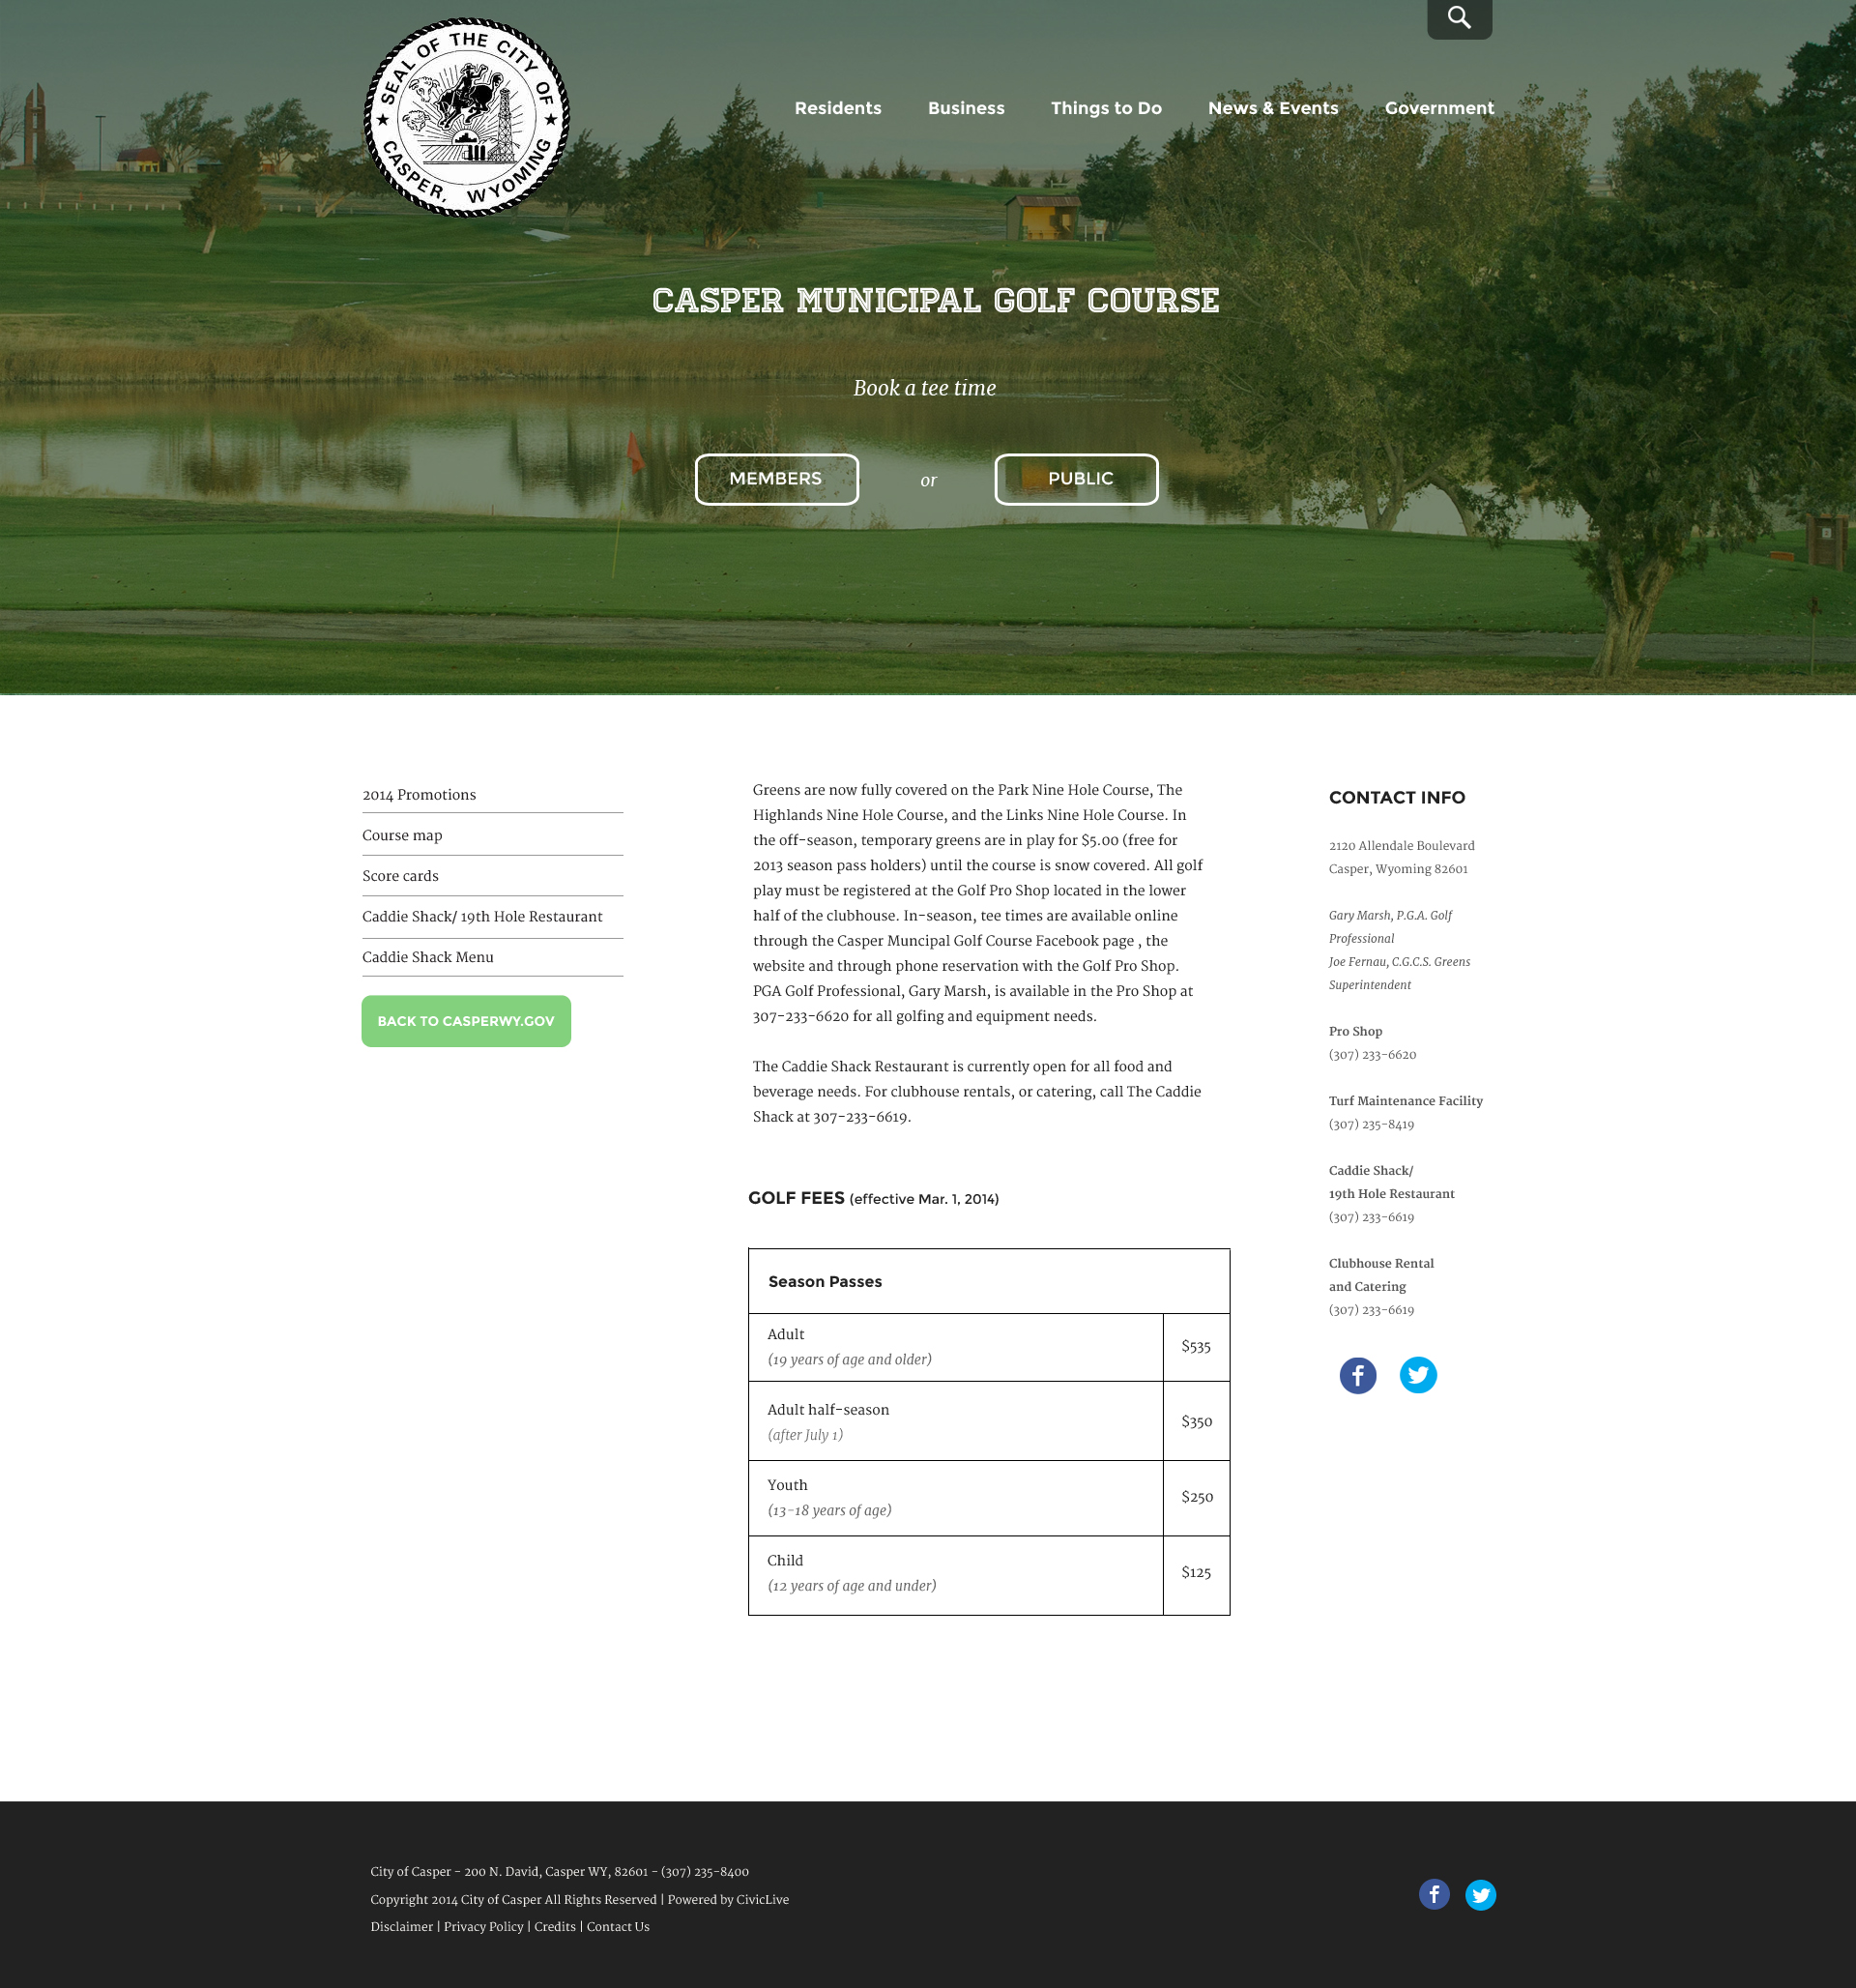 SEAL OF THE CITY OF
CASPER, WYOMING
Residents Business Things to Do News & Events Government
CASPER MUNICIPAL GOLF COURSE
Book a tee time
MEMBERS or PUBLIC
2014 Promotions
Course map
Score cards
Caddie Shack/ 19th Hole Restaurant
Caddie Shack Menu
BACK TO CASPERWY.GOV
Greens are now fully covered on the Park Nine Hole Course, The
Highlands Nine Hole Course, and the Links Nine Hole Course. In
the off-season, temporary greens are in play for $5.00 (free for
2013 season pass holders) until the course is snow covered. All golf
play must be registered at the Golf Pro Shop located in the lower
half of the clubhouse. In-season, tee times are available online
through the Casper Muncipal Golf Course Facebook page , the
website and through phone reservation with the Golf Pro Shop.
PGA Golf Professional, Gary Marsh, is available in the Pro Shop at
307-233-6620 for all golfing and equipment needs.
The Caddie Shack Restaurant is currently open for all food and
beverage needs. For clubhouse rentals, or catering, call The Caddie
Shack at 307-233-6619.
GOLF FEES (effective Mar. 1, 2014)
Season Passes
Adult
(19 years of age and older)
$535
Adult half-season
(after July 1)
$350
Youth
(13-18 years of age)
$250
Child
(12 years of age and under)
$125
CONTACT INFO
2120 Allendale Boulevard
Casper, Wyoming 82601
Gary Marsh, P.G.A. Golf
Professional
Joe Fernau, C.G.C.S. Greens
Superintendent
Pro Shop
(307) 233-6620
Turf Maintenance Facility
(307) 235-8419
Caddie Shack/
19th Hole Restaurant
(307) 233-6619
Clubhouse Rental
and Catering
(307) 233-6619
City of Casper - 200 N. David, Casper WY, 82601 - (307) 235-8400
Copyright 2014 City of Casper All Rights Reserved | Powered by CivicLive
Disclaimer | Privacy Policy | Credits | Contact Us